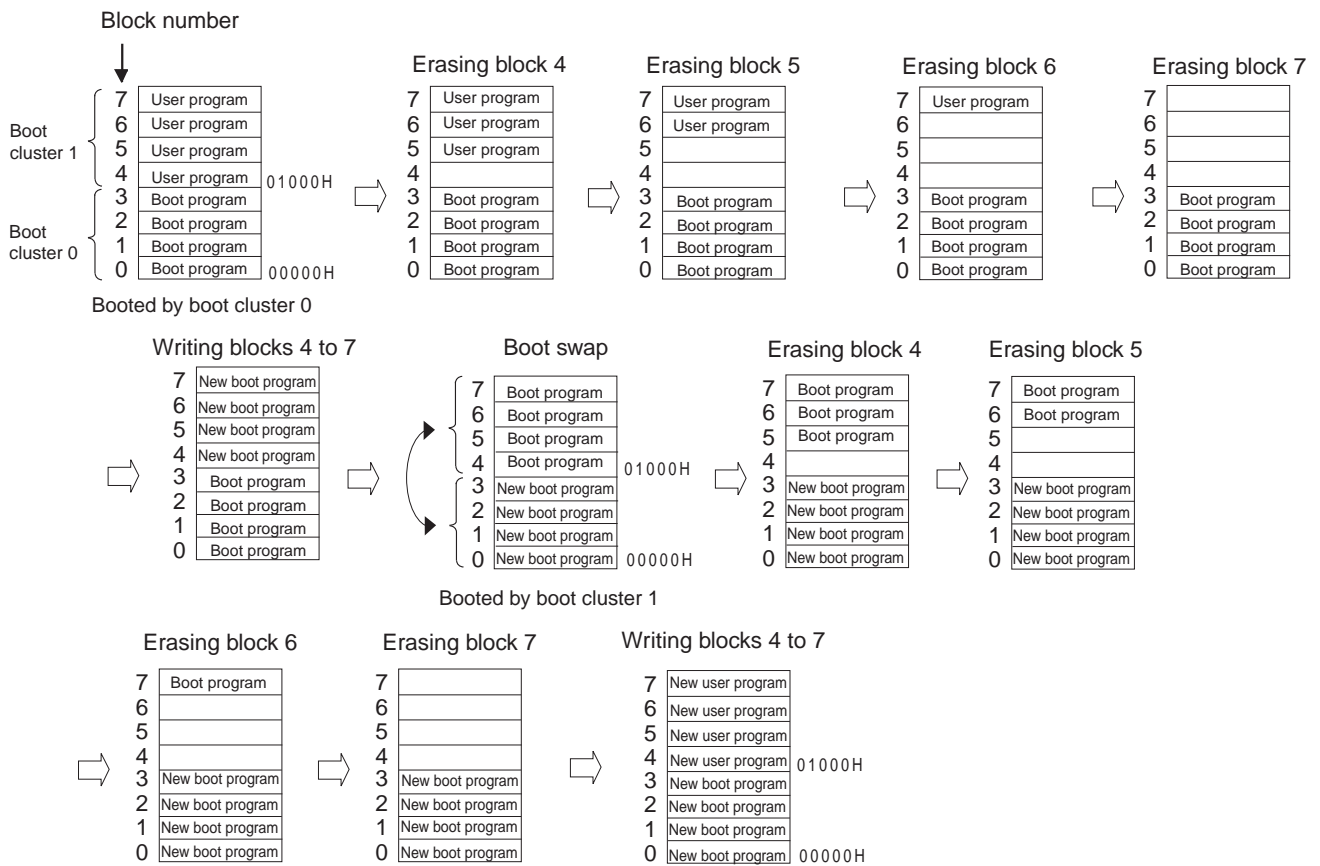 Block number
Erasing block 4
Erasing block 5
Erasing block 6
Erasing block 7
Boot
cluster 1
Boot
cluster 0
7 User program
6 User program
5 User program
4 User program
01000H
3 Boot program
2 Boot program
1 Boot program
0 Boot program
00000H
Booted by boot cluster 0
7 User program
6 User program
5 User program
4
3 Boot program
2 Boot program
1 Boot program
0 Boot program
7 User program
6 User program
5
4
3 Boot program
2 Boot program
1 Boot program
0 Boot program
7 User program
6
5
4
3 Boot program
2 Boot program
1 Boot program
0 Boot program
7
6
5
4
3 Boot program
2 Boot program
1 Boot program
0 Boot program
Writing blocks 4 to 7
7 New boot program
6 New boot program
5 New boot program
4 New boot program
3 Boot program
2 Boot program
1 Boot program
0 Boot program
Boot swap
7 Boot program
6 Boot program
5 Boot program
4 Boot program
01000H
3 New boot program
2 New boot program
1 New boot program
0 New boot program
00000H
Booted by boot cluster 1
Erasing block 4
7 Boot program
6 Boot program
5 Boot program
4
3 New boot program
2 New boot program
1 New boot program
0 New boot program
Erasing block 5
7 Boot program
6 Boot program
5
4
3 New boot program
2 New boot program
1 New boot program
0 New boot program
Erasing block 6
7 Boot program
6
5
4
3 New boot program
2 New boot program
1 New boot program
0 New boot program
Erasing block 7
7
6
5
4
3 New boot program
2 New boot program
1 New boot program
0 New boot program
Writing blocks 4 to 7
7 New user program
6 New user program
5 New user program
4 New user program
01000H
3 New boot program
2 New boot program
1 New boot program
0 New boot program
00000H